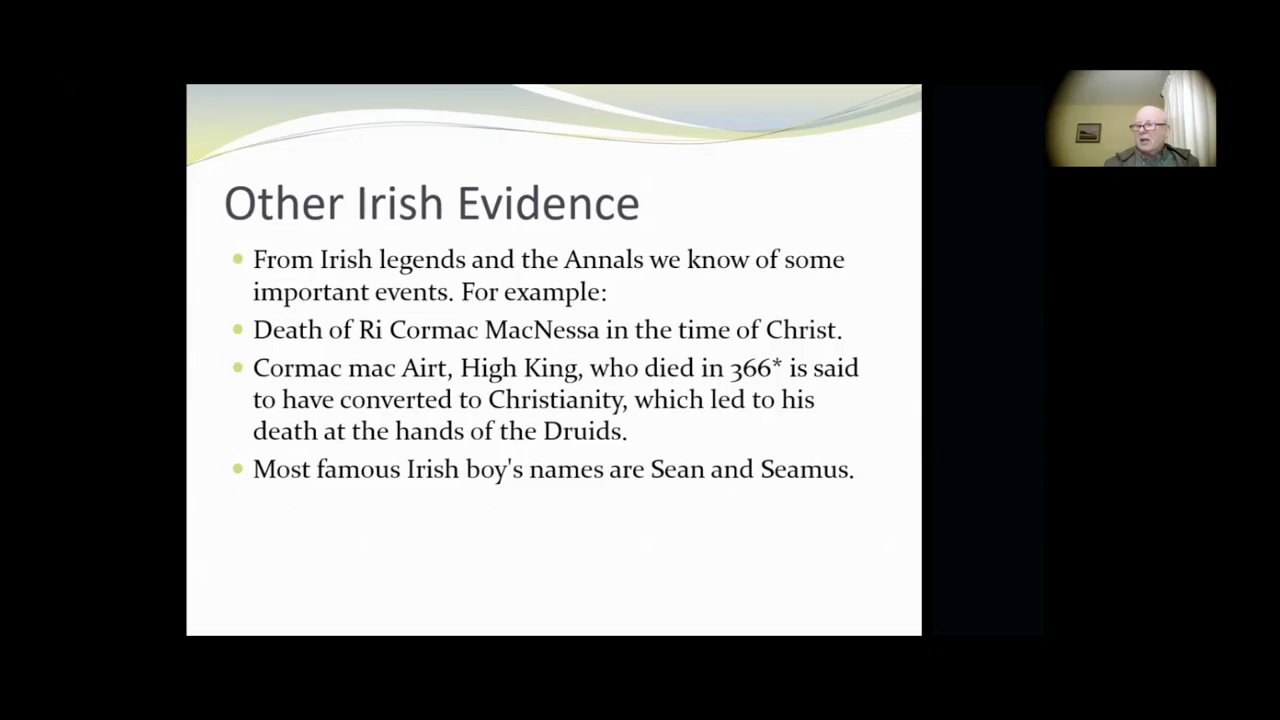 Other Irish Evidence
From Irish legends and the Annals we know of some
important events. For example:
Death of Ri Cormac MacNessa in the time of Christ.
Cormac mac Airt, High King, who died in 366* is said
to have converted to Christianity, which led to his
death at the hands of the Druids.
Most famous Irish boy's names are Sean and Seamus.